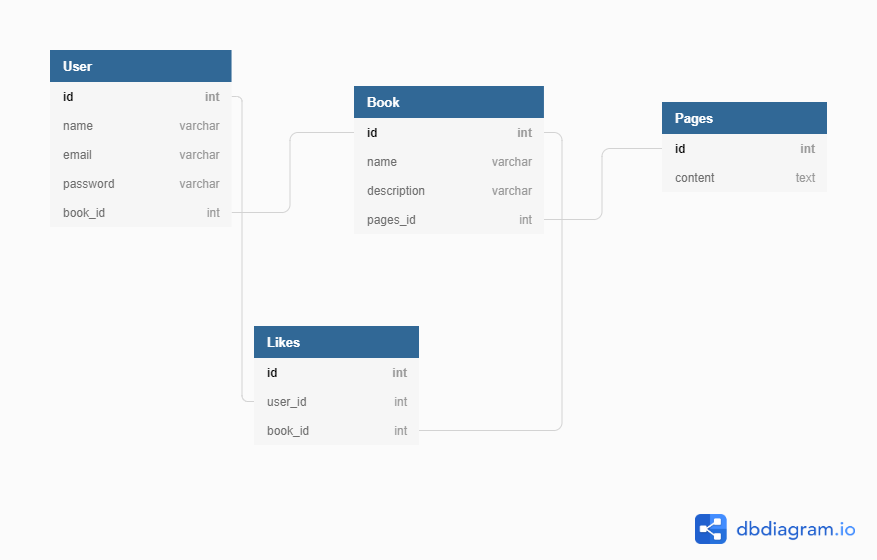 User
id int
name varchar
email varchar
password varchar
book_id int
Book
id int
name varchar
description varchar
pages_id int
Pages
id int
content text
Likes
id int
user_id int
book_id int
dbdiagram.io